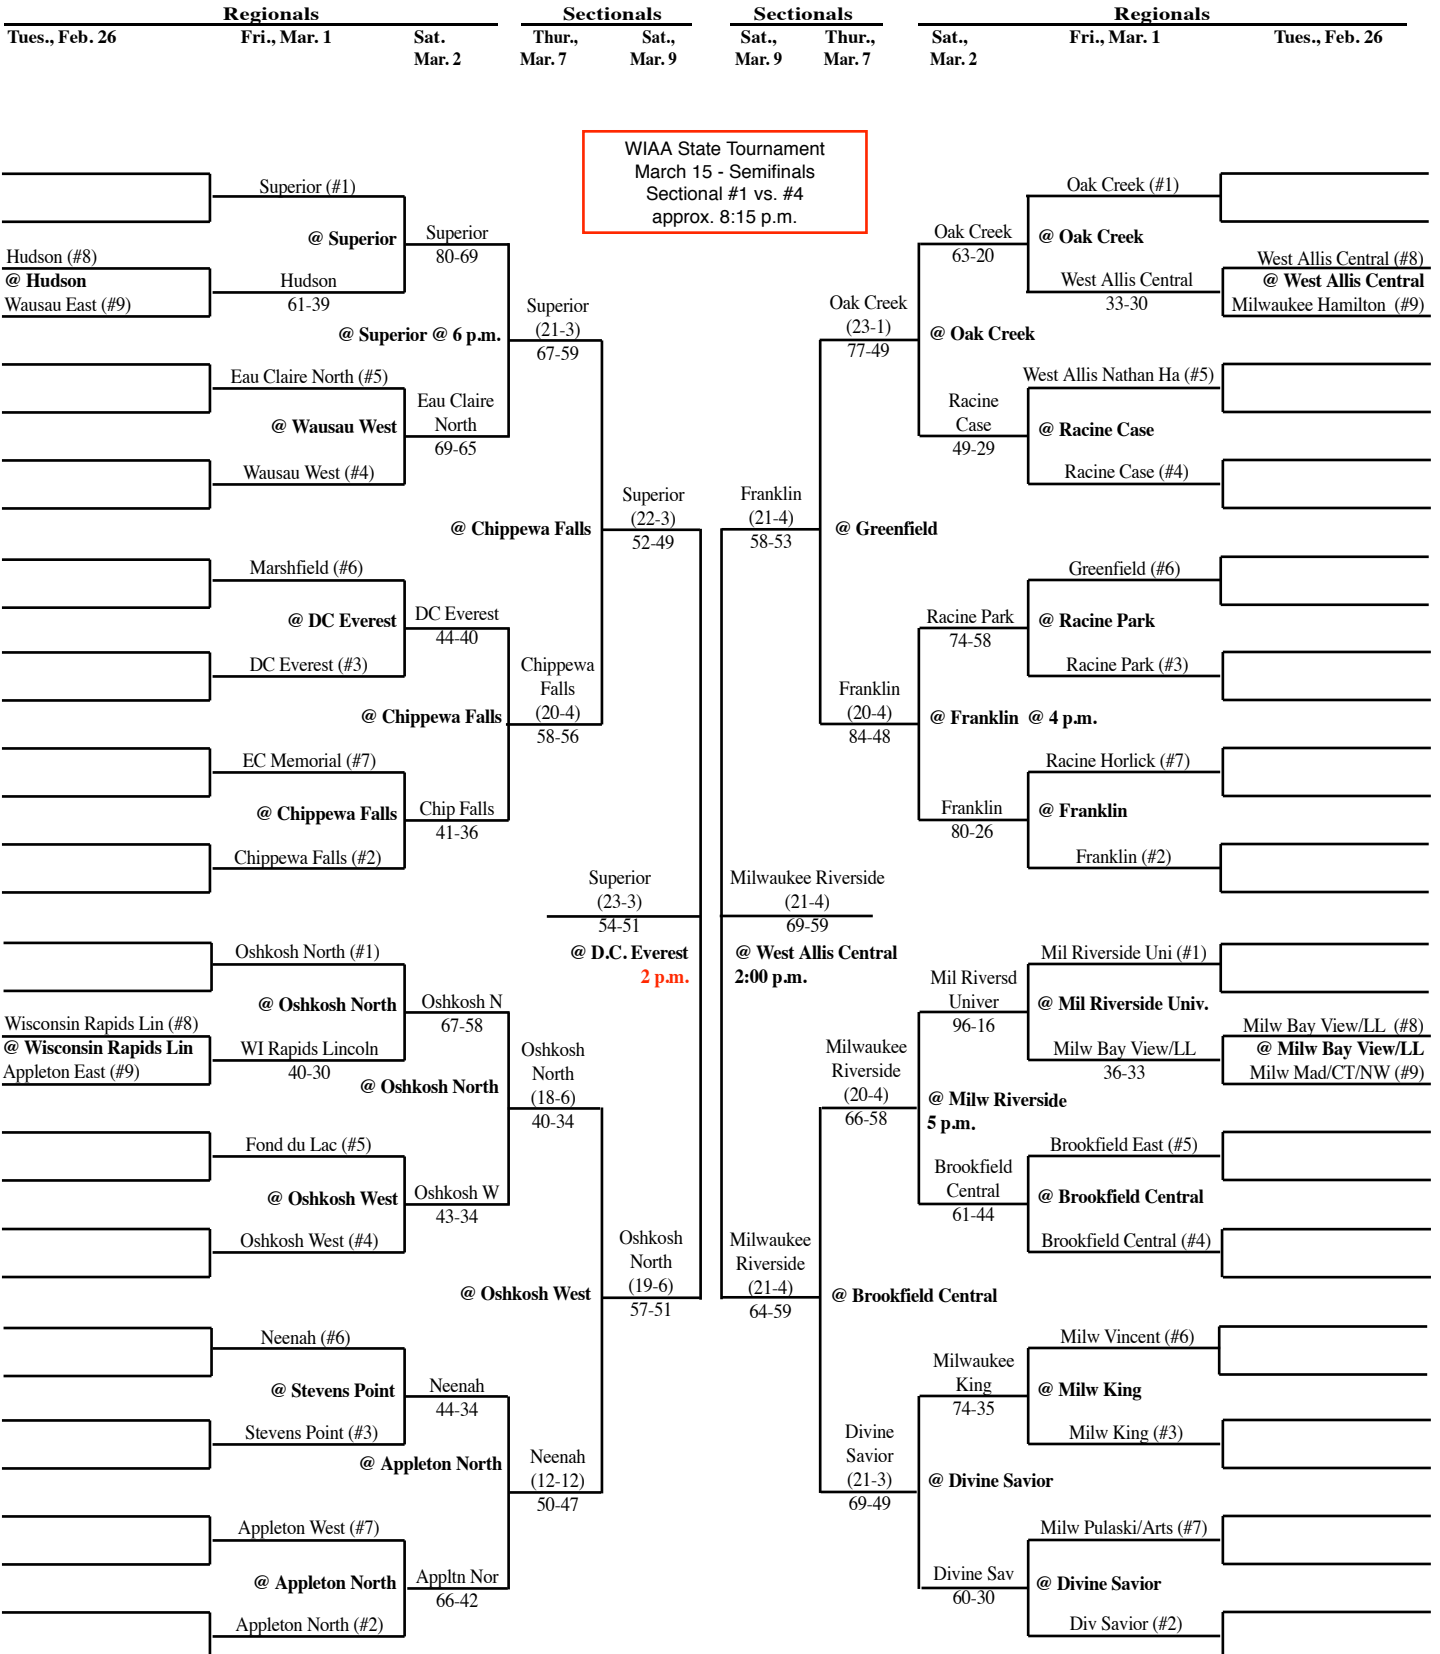 Regionals
Sectionals
Sectionals
Regionals
Tues., Feb. 26
Fri., Mar. 1
Sat.
Mar. 2
Thur.,
Mar. 7
Sat.,
Mar. 9
Sat.,
Mar. 9
Thur.,
Mar. 7
Sat.,
Mar. 2
Fri., Mar. 1
Tues., Feb. 26
WIAA State Tournament
March 15 - Semifinals
Sectional #1 vs. #4
approx. 8:15 p.m.
Superior (#1)
@ Superior
Superior
80-69
Hudson (#8)
@ Hudson
Wausau East (#9)
Hudson
61-39
@ Superior @ 6 p.m.
Superior
(21-3)
67-59
Eau Claire North (#5)
@ Wausau West
Eau Claire
North
69-65
Wausau West (#4)
@ Chippewa Falls
Superior
(22-3)
52-49
Marshfield (#6)
@ DC Everest
DC Everest
44-40
DC Everest (#3)
@ Chippewa Falls
Chippewa
Falls
(20-4)
58-56
EC Memorial (#7)
@ Chippewa Falls
Chip Falls
41-36
Chippewa Falls (#2)
Superior
(23-3)
54-51
@ D.C. Everest
2 p.m.
Oshkosh North (#1)
@ Oshkosh North
Oshkosh N
67-58
Wisconsin Rapids Lin (#8)
@ Wisconsin Rapids Lin
Appleton East (#9)
WI Rapids Lincoln
40-30
@ Oshkosh North
Oshkosh
North
(18-6)
40-34
Fond du Lac (#5)
@ Oshkosh West
Oshkosh W
43-34
Oshkosh West (#4)
@ Oshkosh West
Oshkosh
North
(19-6)
57-51
Neenah (#6)
@ Stevens Point
Neenah
44-34
Stevens Point (#3)
@ Appleton North
Neenah
(12-12)
50-47
Appleton West (#7)
@ Appleton North
Appltn Nor
66-42
Appleton North (#2)
Oak Creek (#1)
Oak Creek
63-20
@ Oak Creek
West Allis Central (#8)
@ West Allis Central
Milwaukee Hamilton (#9)
West Allis Central
33-30
Oak Creek
(23-1)
77-49
@ Oak Creek
West Allis Nathan Ha (#5)
Racine
Case
49-29
@ Racine Case
Racine Case (#4)
Franklin
(21-4)
58-53
@ Greenfield
Greenfield (#6)
Racine Park
74-58
@ Racine Park
Racine Park (#3)
Franklin
(20-4)
84-48
@ Franklin @ 4 p.m.
Racine Horlick (#7)
Franklin
80-26
@ Franklin
Franklin (#2)
Milwaukee Riverside
(21-4)
69-59
@ West Allis Central
2:00 p.m.
Mil Riverside Uni (#1)
Mil Riversd
Univer
96-16
@ Mil Riverside Univ.
Milw Bay View/LL (#8)
@ Milw Bay View/LL
Milw Mad/CT/NW (#9)
Milw Bay View/LL
36-33
Milwaukee
Riverside
(20-4)
66-58
@ Milw Riverside
5 p.m.
Brookfield East (#5)
Brookfield
Central
61-44
@ Brookfield Central
Brookfield Central (#4)
Milwaukee
Riverside
(21-4)
64-59
@ Brookfield Central
Milw Vincent (#6)
Milwaukee
King
74-35
@ Milw King
Milw King (#3)
Divine
Savior
(21-3)
69-49
@ Divine Savior
Milw Pulaski/Arts (#7)
Divine Sav
60-30
@ Divine Savior
Div Savior (#2)